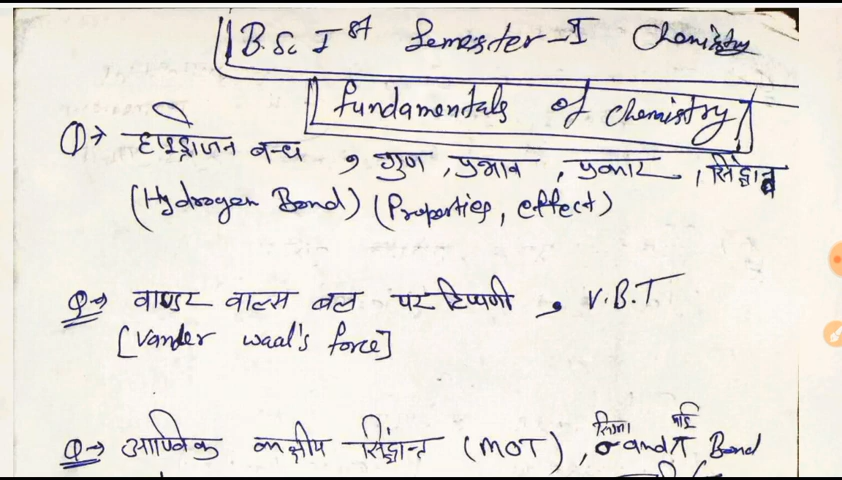 B.Sc Ist Semester-I Chemistry
fundamentals of chemistry
Q→ हाइड्रोजन बन्ध , गुण , प्रभाव , प्रकार , सिद्धान्त
(Hydrogen Bond) (Properties, effect)
Q→ वाण्डर वाल्स बल पर टिप्पणी , V.B.T
[Vander waal's force]
सिग्मा पाई
Q→ आण्विक कक्षीय सिद्धान्त (MOT) , σ and π Bond